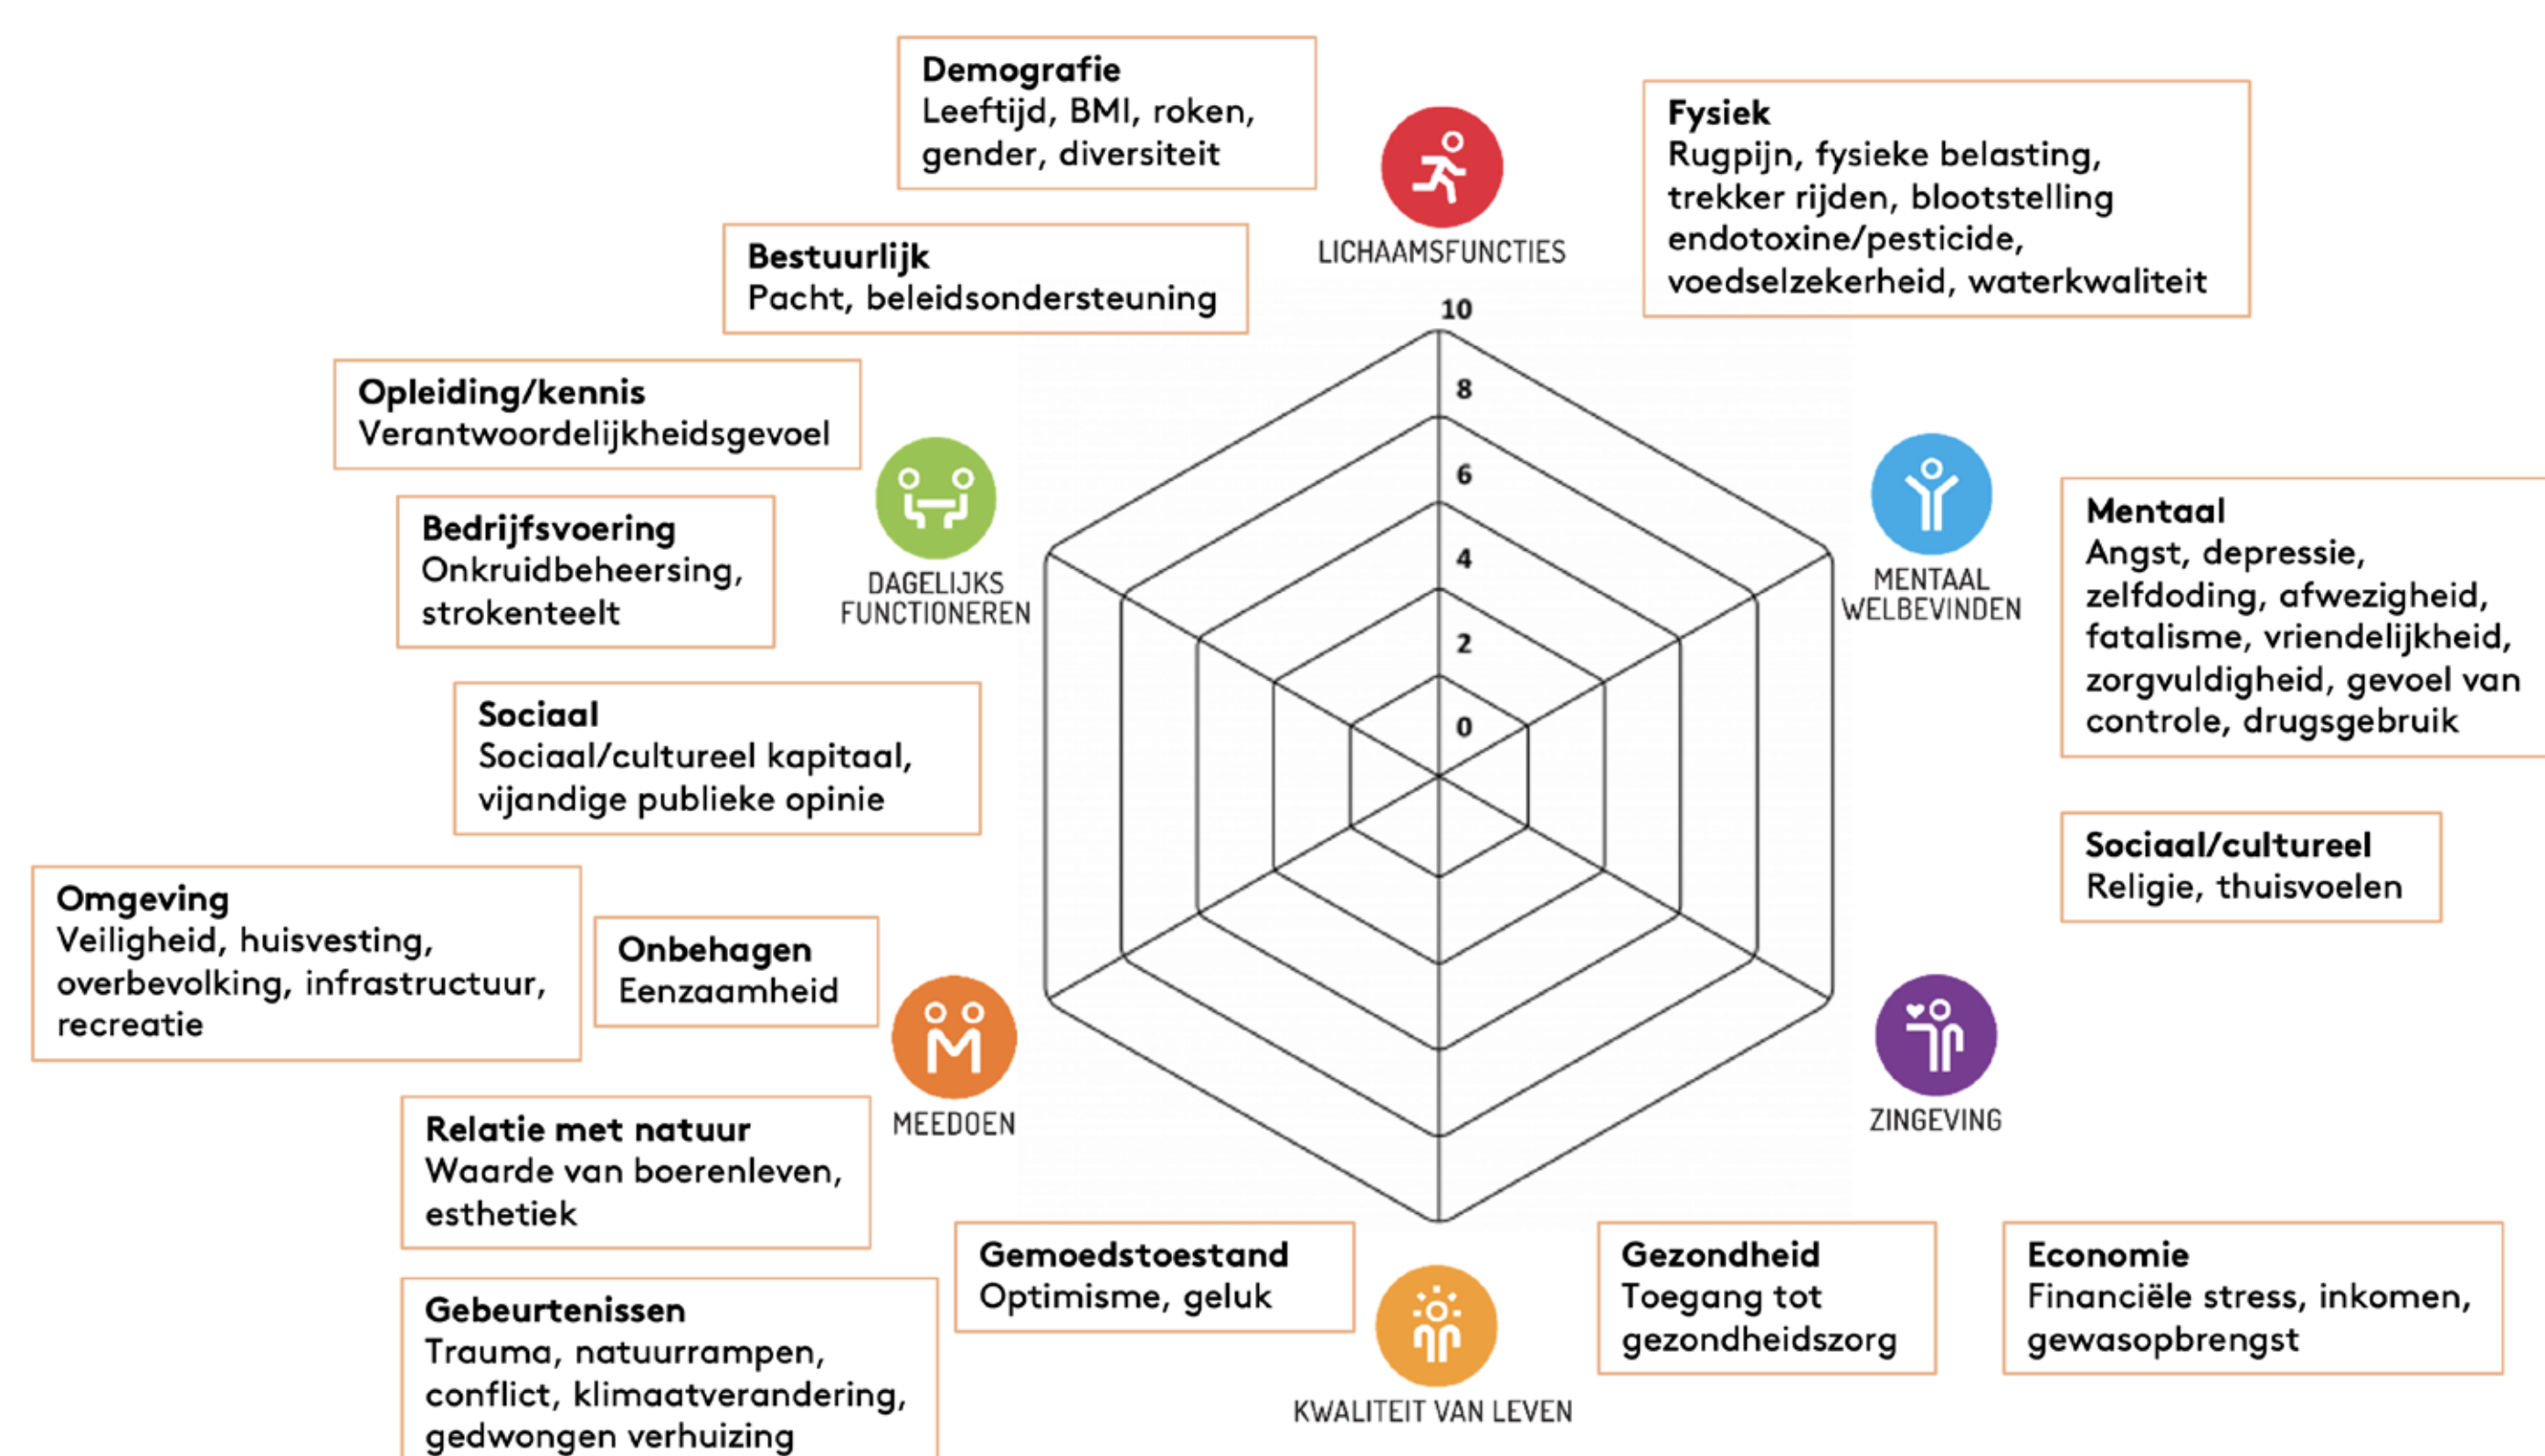 Demografie
Leeftijd, BMI, roken,
gender, diversiteit
Fysiek
Rugpijn, fysieke belasting,
trekker rijden, blootstelling
endotoxine/pesticide,
voedselzekerheid, waterkwaliteit
LICHAAMSFUNCTIES
Bestuurlijk
Pacht, beleidsondersteuning
10
8
6
4
2
0
Opleiding/kennis
Verantwoordelijkheidsgevoel
Bedrijfsvoering
Onkruidbeheersing,
strokenteelt
DAGELIJKS
FUNCTIONEREN
MENTAAL
WELBEVINDEN
Mentaal
Angst, depressie,
zelfdoding, afwezigheid,
fatalisme, vriendelijkheid,
zorgvuldigheid, gevoel van
controle, drugsgebruik
Sociaal
Sociaal/cultureel kapitaal,
vijandige publieke opinie
Sociaal/cultureel
Religie, thuisvoelen
Omgeving
Veiligheid, huisvesting,
overbevolking, infrastructuur,
recreatie
Onbehagen
Eenzaamheid
MEEDOEN
ZINGEVING
Relatie met natuur
Waarde van boerenleven,
esthetiek
Gemoedstoestand
Optimisme, geluk
Gezondheid
Toegang tot
gezondheidszorg
Economie
Financiële stress, inkomen,
gewasopbrengst
Gebeurtenissen
Trauma, natuurrampen,
conflict, klimaatverandering,
gedwongen verhuizing
KWALITEIT VAN LEVEN